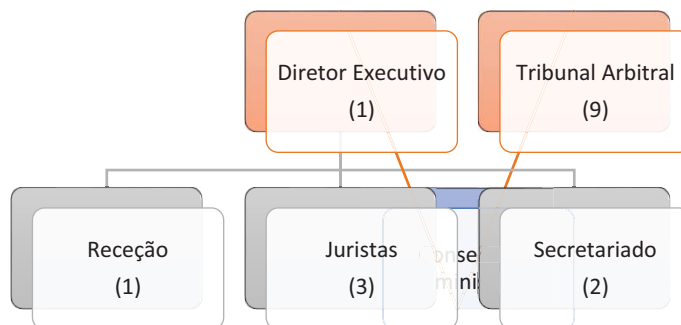 Diretor Executivo
(1)
Tribunal Arbitral
(9)
Receção
(1)
Juristas
(3)
Secretariado
(2)